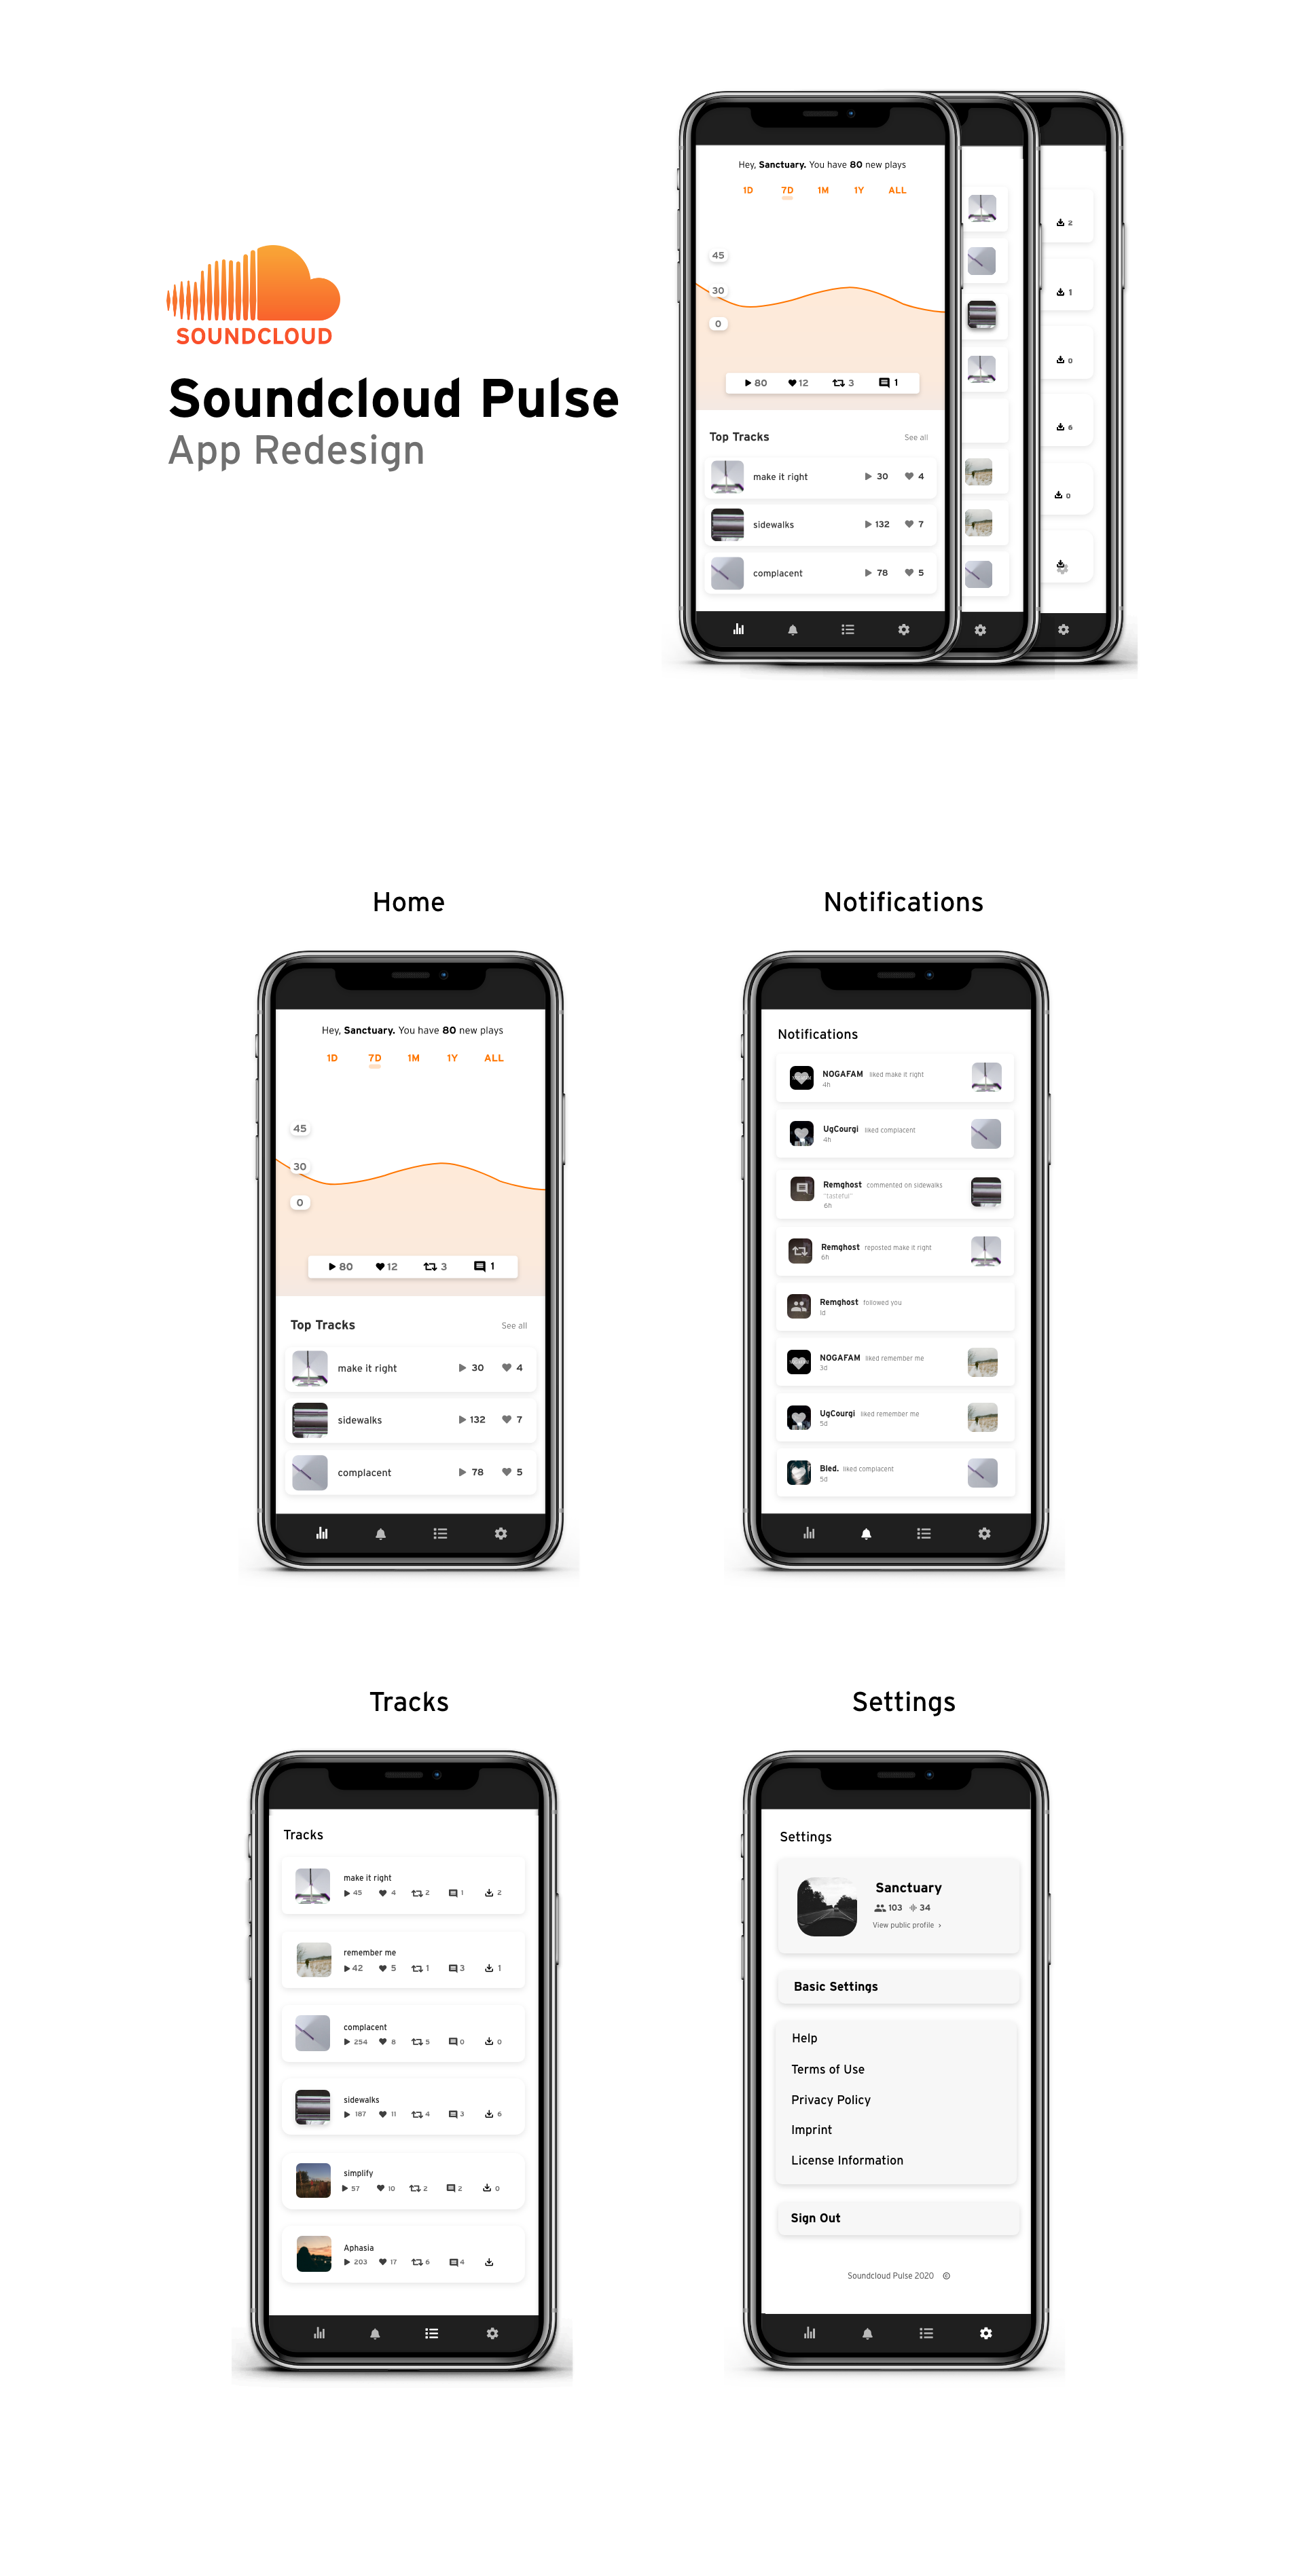 Hey, Sanctuary. You have 80 new plays
1D 7D 1M 1Y ALL
45
30
0
80 12 3 1
Top Tracks See all
make it right 30 4
sidewalks 132 7
complacent 78 5
2
1
0
6
0
SOUNDCLOUD
Soundcloud Pulse
App Redesign
Home
Hey, Sanctuary. You have 80 new plays
1D 7D 1M 1Y ALL
45
30
0
80 12 3 1
Top Tracks See all
make it right 30 4
sidewalks 132 7
complacent 78 5
Notifications
Notifications
NOGAFAM liked make it right
4h
UgCourgi liked complacent
4h
Remghost commented on sidewalks
"tasteful"
6h
Remghost reposted make it right
6h
Remghost followed you
1d
NOGAFAM liked remember me
3d
UgCourgi liked remember me
5d
Bled. liked complacent
5d
Tracks
Tracks
make it right
45 4 2 1 2
remember me
42 5 1 3 1
complacent
254 8 5 0 0
sidewalks
187 11 4 3 6
simplify
57 10 2 2 0
Aphasia
203 17 6 4
Settings
Settings
Sanctuary
103 34
View public profile >
Basic Settings
Help
Terms of Use
Privacy Policy
Imprint
License Information
Sign Out
Soundcloud Pulse 2020 ©